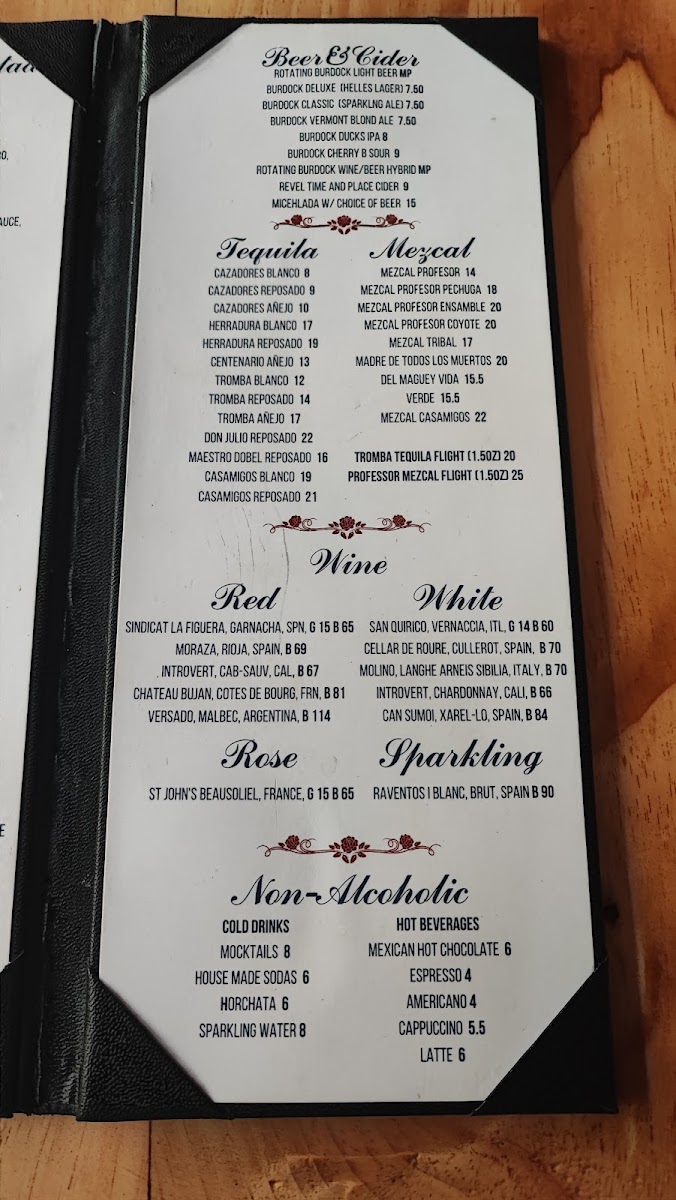 Beer & Cider
ROTATING BURDOCK LIGHT BEER MP
BURDOCK DELUXE (HELLES LAGER) 7.50
BURDOCK CLASSIC (SPARKLNG ALE) 7.50
BURDOCK VERMONT BLOND ALE 7.50
BURDOCK DUCKS IPA 8
BURDOCK CHERRY B SOUR 9
ROTATING BURDOCK WINE/BEER HYBRID MP
REVEL TIME AND PLACE CIDER 9
MICEHLADA W/ CHOICE OF BEER 15
Tequila
CAZADORES BLANCO 8
CAZADORES REPOSADO 9
CAZADORES AÑEJO 10
HERRADURA BLANCO 17
HERRADURA REPOSADO 19
CENTENARIO AÑEJO 13
TROMBA BLANCO 12
TROMBA REPOSADO 14
TROMBA AÑEJO 17
DON JULIO REPOSADO 22
MAESTRO DOBEL REPOSADO 16
CASAMIGOS BLANCO 19
CASAMIGOS REPOSADO 21
Mezcal
MEZCAL PROFESOR 14
MEZCAL PROFESOR PECHUGA 18
MEZCAL PROFESOR ENSAMBLE 20
MEZCAL PROFESOR COYOTE 20
MEZCAL TRIBAL 17
MADRE DE TODOS LOS MUERTOS 20
DEL MAGUEY VIDA 15.5
VERDE 15.5
MEZCAL CASAMIGOS 22
TROMBA TEQUILA FLIGHT (1.5OZ) 20
PROFESSOR MEZCAL FLIGHT (1.5OZ) 25
Wine
Red
SINDICAT LA FIGUERA, GARNACHA, SPN, G 15 B 65
MORAZA, RIOJA, SPAIN, B 69
INTROVERT, CAB-SAUV, CAL, B 67
CHATEAU BUJAN, COTES DE BOURG, FRN, B 81
VERSADO, MALBEC, ARGENTINA, B 114
White
SAN QUIRICO, VERNACCIA, ITL, G 14 B 60
CELLAR DE ROURE, CULLEROT, SPAIN, B 70
MOLINO, LANGHE ARNEIS SIBILIA, ITALY, B 70
INTROVERT, CHARDONNAY, CALI, B 66
CAN SUMOI, XAREL-LO, SPAIN, B 84
Rose
ST JOHN'S BEAUSOLIEL, FRANCE, G 15 B 65
Sparkling
RAVENTOS I BLANC, BRUT, SPAIN B 90
Non-Alcoholic
COLD DRINKS
MOCKTAILS 8
HOUSE MADE SODAS 6
HORCHATA 6
SPARKLING WATER 8
HOT BEVERAGES
MEXICAN HOT CHOCOLATE 6
ESPRESSO 4
AMERICANO 4
CAPPUCCINO 5.5
LATTE 6